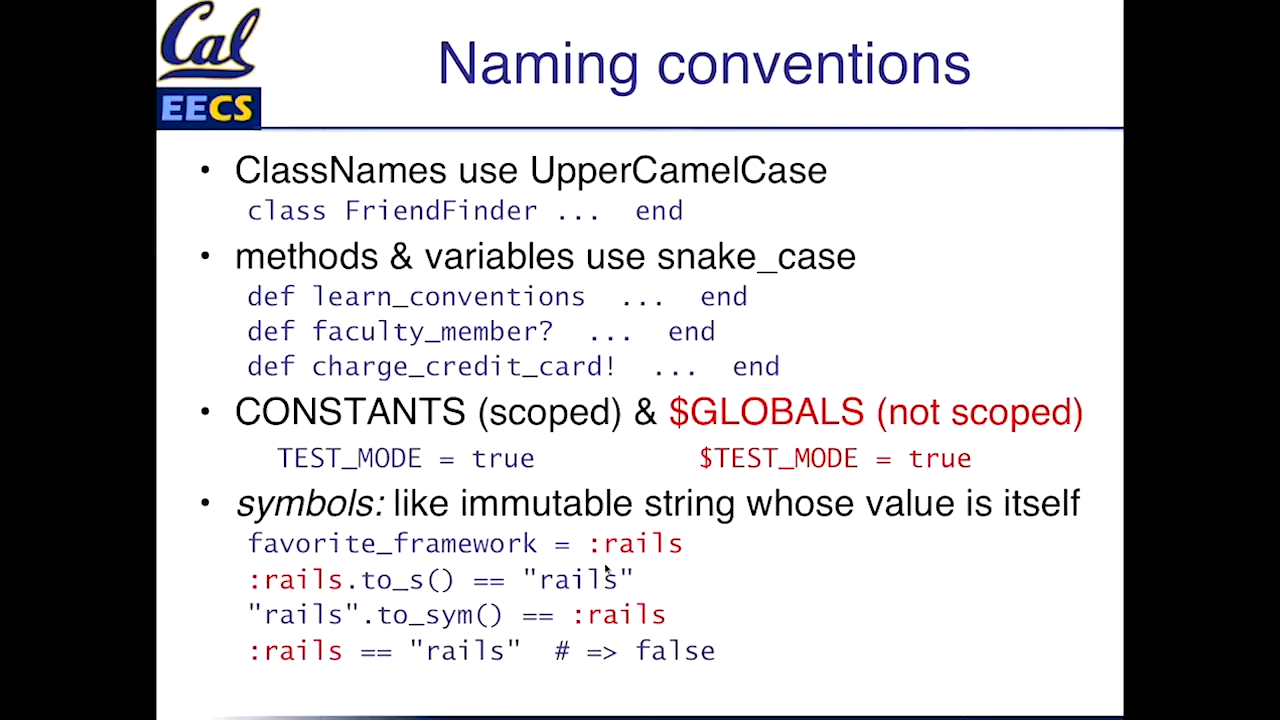 Cal
EECS
Naming conventions
• ClassNames use UpperCamelCase
class FriendFinder ... end
• methods & variables use snake_case
def learn_conventions ... end
def faculty_member? ... end
def charge_credit_card! ... end
• CONSTANTS (scoped) & $GLOBALS (not scoped)
TEST_MODE = true $TEST_MODE = true
• symbols: like immutable string whose value is itself
favorite_framework = :rails
:rails.to_s() == "rails"
"rails".to_sym() == :rails
:rails == "rails" # => false